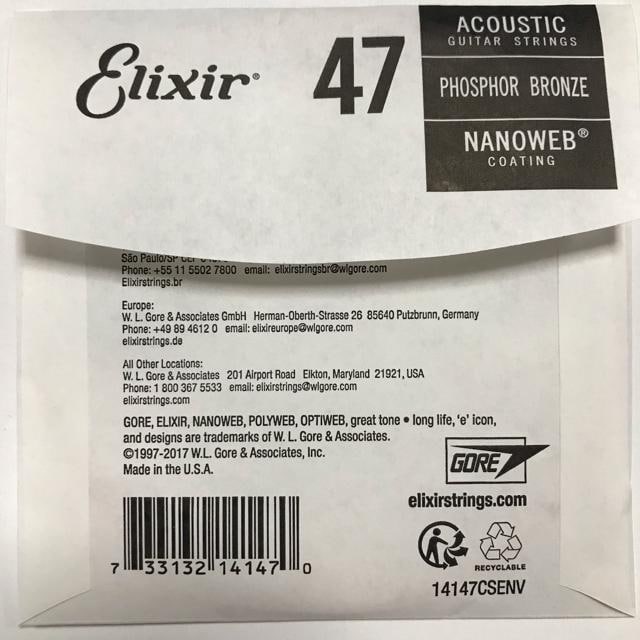 Elixir®
47
ACOUSTIC
GUITAR STRINGS
PHOSPHOR BRONZE
NANOWEB®
COATING
São Paulo/SP
Phone: +55 11 5502 7800 email: elixirstringsbr@wlgore.com
Elixirstrings.br
Europe:
W. L. Gore & Associates GmbH Herman-Oberth-Strasse 26 85640 Putzbrunn, Germany
Phone: +49 89 4612 0 email: elixireurope@wlgore.com
elixirstrings.de
All Other Locations:
W. L. Gore & Associates 201 Airport Road Elkton, Maryland 21921, USA
Phone: 1 800 367 5533 email: elixirstrings@wlgore.com
elixirstrings.com
GORE, ELIXIR, NANOWEB, POLYWEB, OPTIWEB, great tone • long life, 'e' icon,
and designs are trademarks of W. L. Gore & Associates.
©1997-2017 W.L. Gore & Associates, Inc.
Made in the U.S.A.
GORE
elixirstrings.com
RECYCLABLE
14147CSENV
7 33132 14147 0